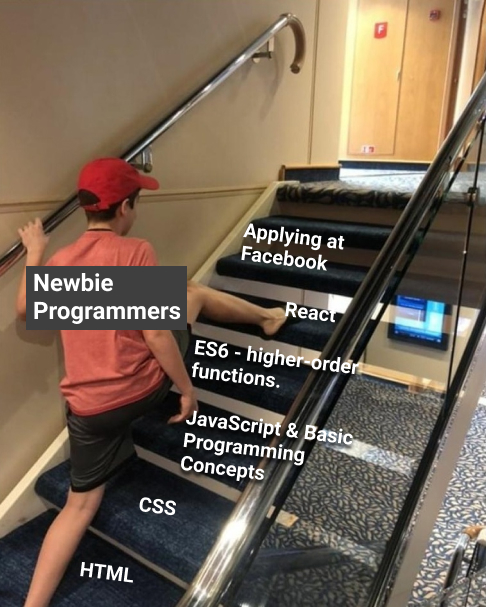 Applying at
Facebook
Newbie
Programmers
React
ES6 - higher-order
functions.
JavaScript & Basic
Programming
Concepts
CSS
HTML
F